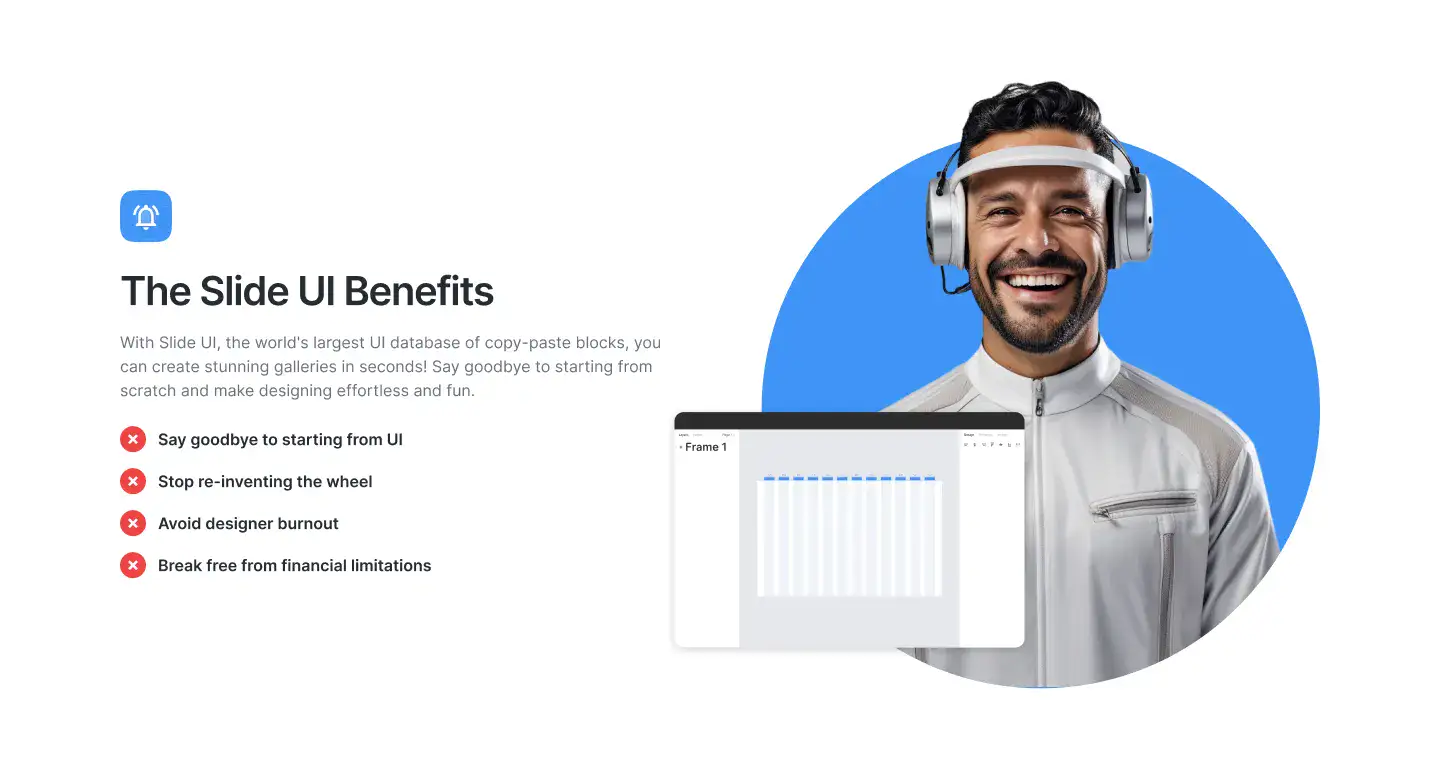 The Slide UI Benefits
With Slide UI, the world's largest UI database of copy-paste blocks, you
can create stunning galleries in seconds! Say goodbye to starting from
scratch and make designing effortless and fun.
Say goodbye to starting from UI
Stop re-inventing the wheel
Avoid designer burnout
Break free from financial limitations
Frame 1
Design